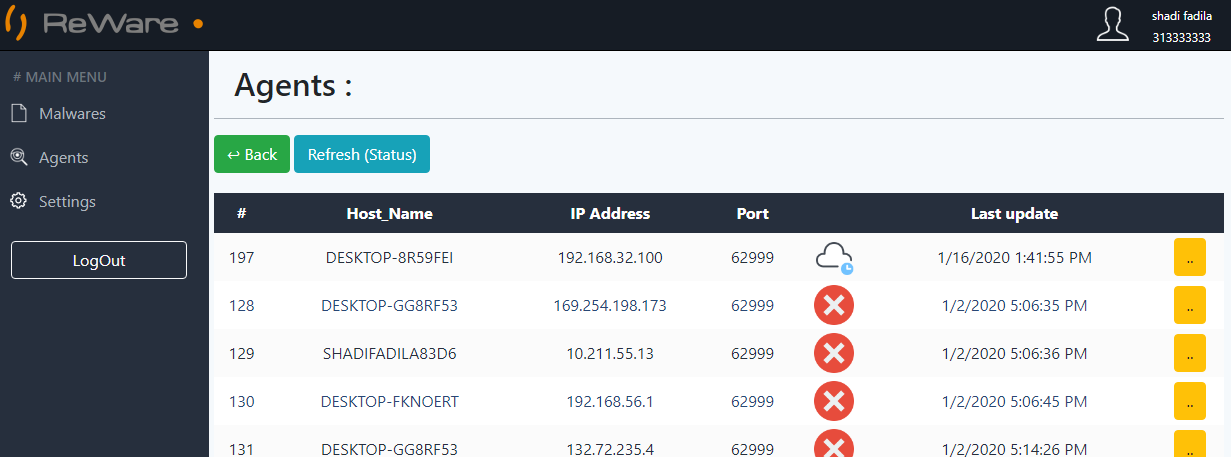 ReWare
shadi fadila
313333333
# MAIN MENU
Malwares
Agents
Settings
LogOut
Agents :
↩ Back
Refresh (Status)
# Host_Name IP Address Port Last update
197 DESKTOP-8R59FEI 192.168.32.100 62999 1/16/2020 1:41:55 PM ..
128 DESKTOP-GG8RF53 169.254.198.173 62999 1/2/2020 5:06:35 PM ..
129 SHADIFADILA83D6 10.211.55.13 62999 1/2/2020 5:06:36 PM ..
130 DESKTOP-FKNOERT 192.168.56.1 62999 1/2/2020 5:06:45 PM ..
131 DESKTOP-GG8RF53 132.72.235.4 62999 1/2/2020 5:14:26 PM ..